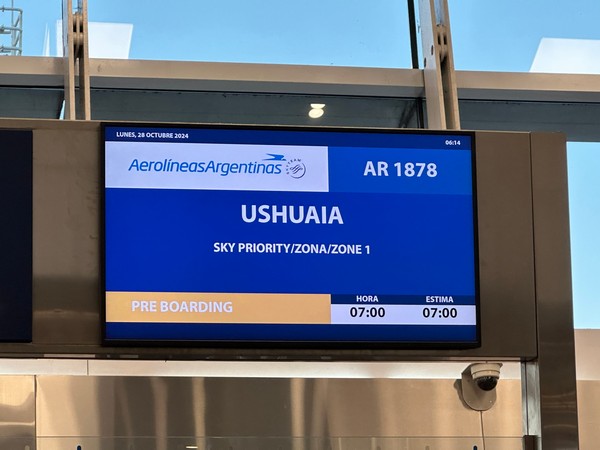 LUNES, 28 OCTUBRE 2024 06:14
AerolíneasArgentinas AR 1878
USHUAIA
SKY PRIORITY/ZONA/ZONE 1
PRE BOARDING
HORA ESTIMA
07:00 07:00